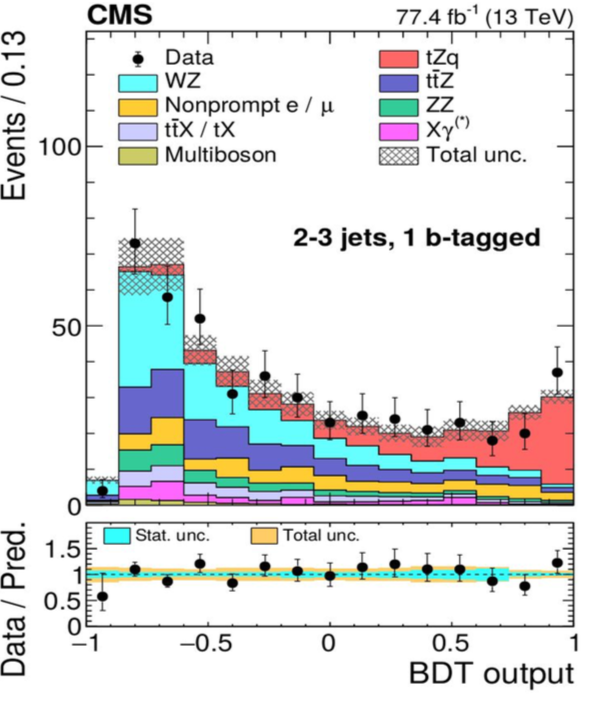 CMS 77.4 fb⁻¹ (13 TeV)
Events / 0.13
Data tZq
WZ tt̄Z
Nonprompt e / μ ZZ
tt̄X / tX Xγ⁽*⁾
Multiboson Total unc.
100
2-3 jets, 1 b-tagged
50
0
Data / Pred.
Stat. unc. Total unc.
1.5
1
0.5
0
−1 −0.5 0 0.5 1
BDT output